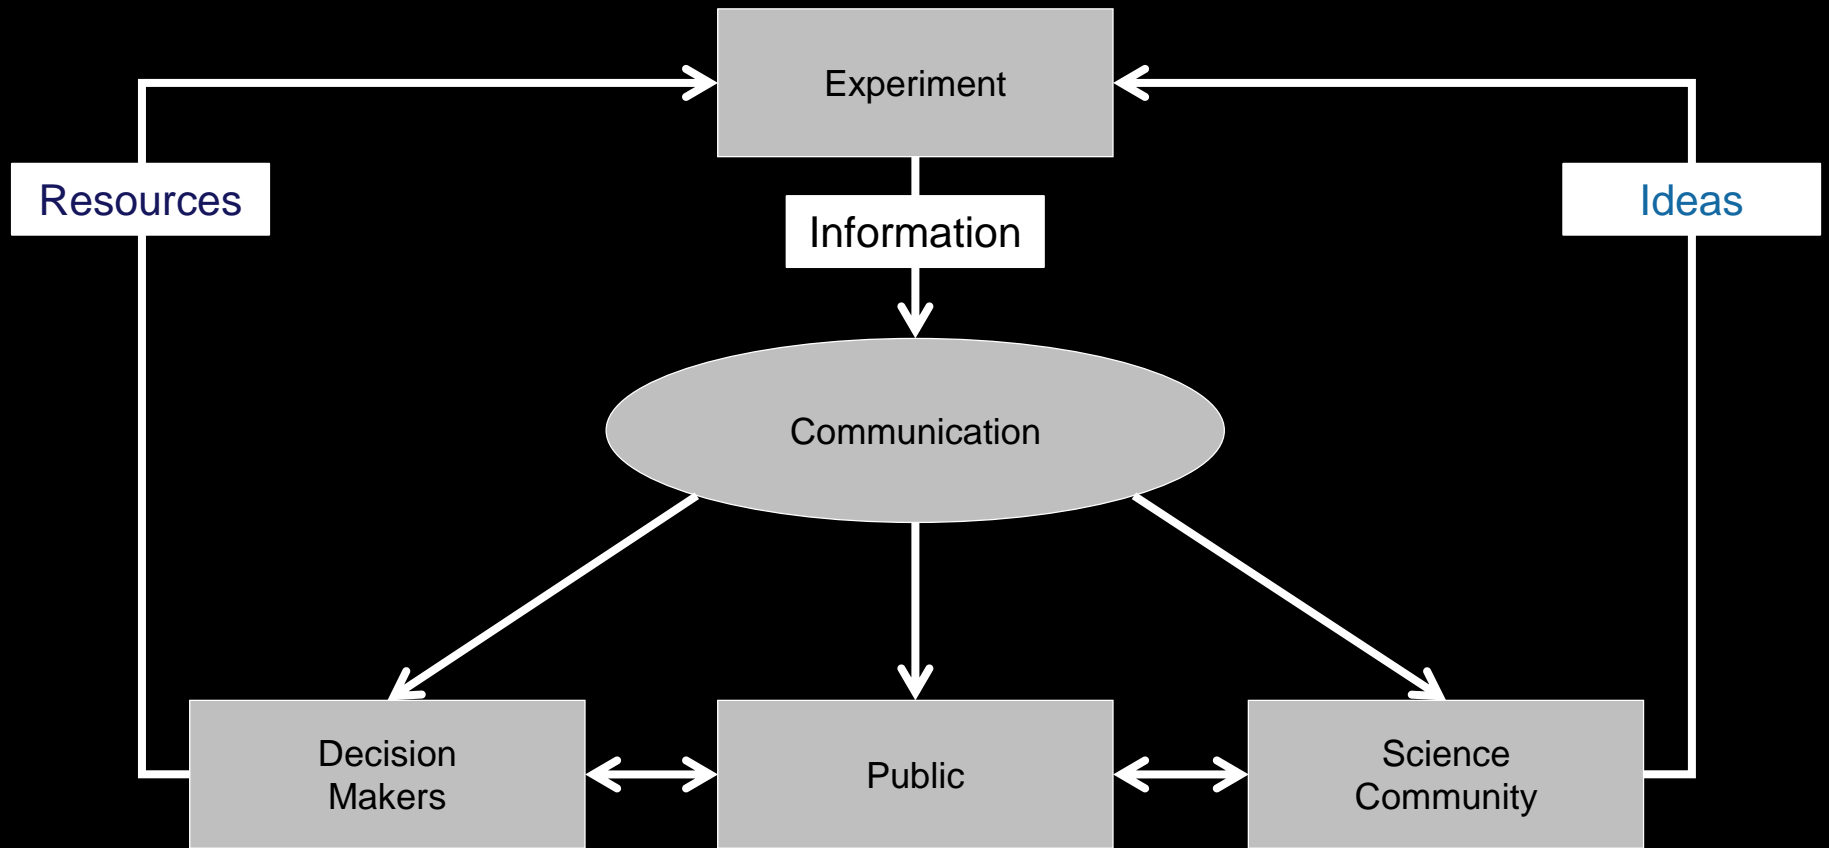 Experiment
Resources
Ideas
Information
Communication
Decision
Makers
Public
Science
Community